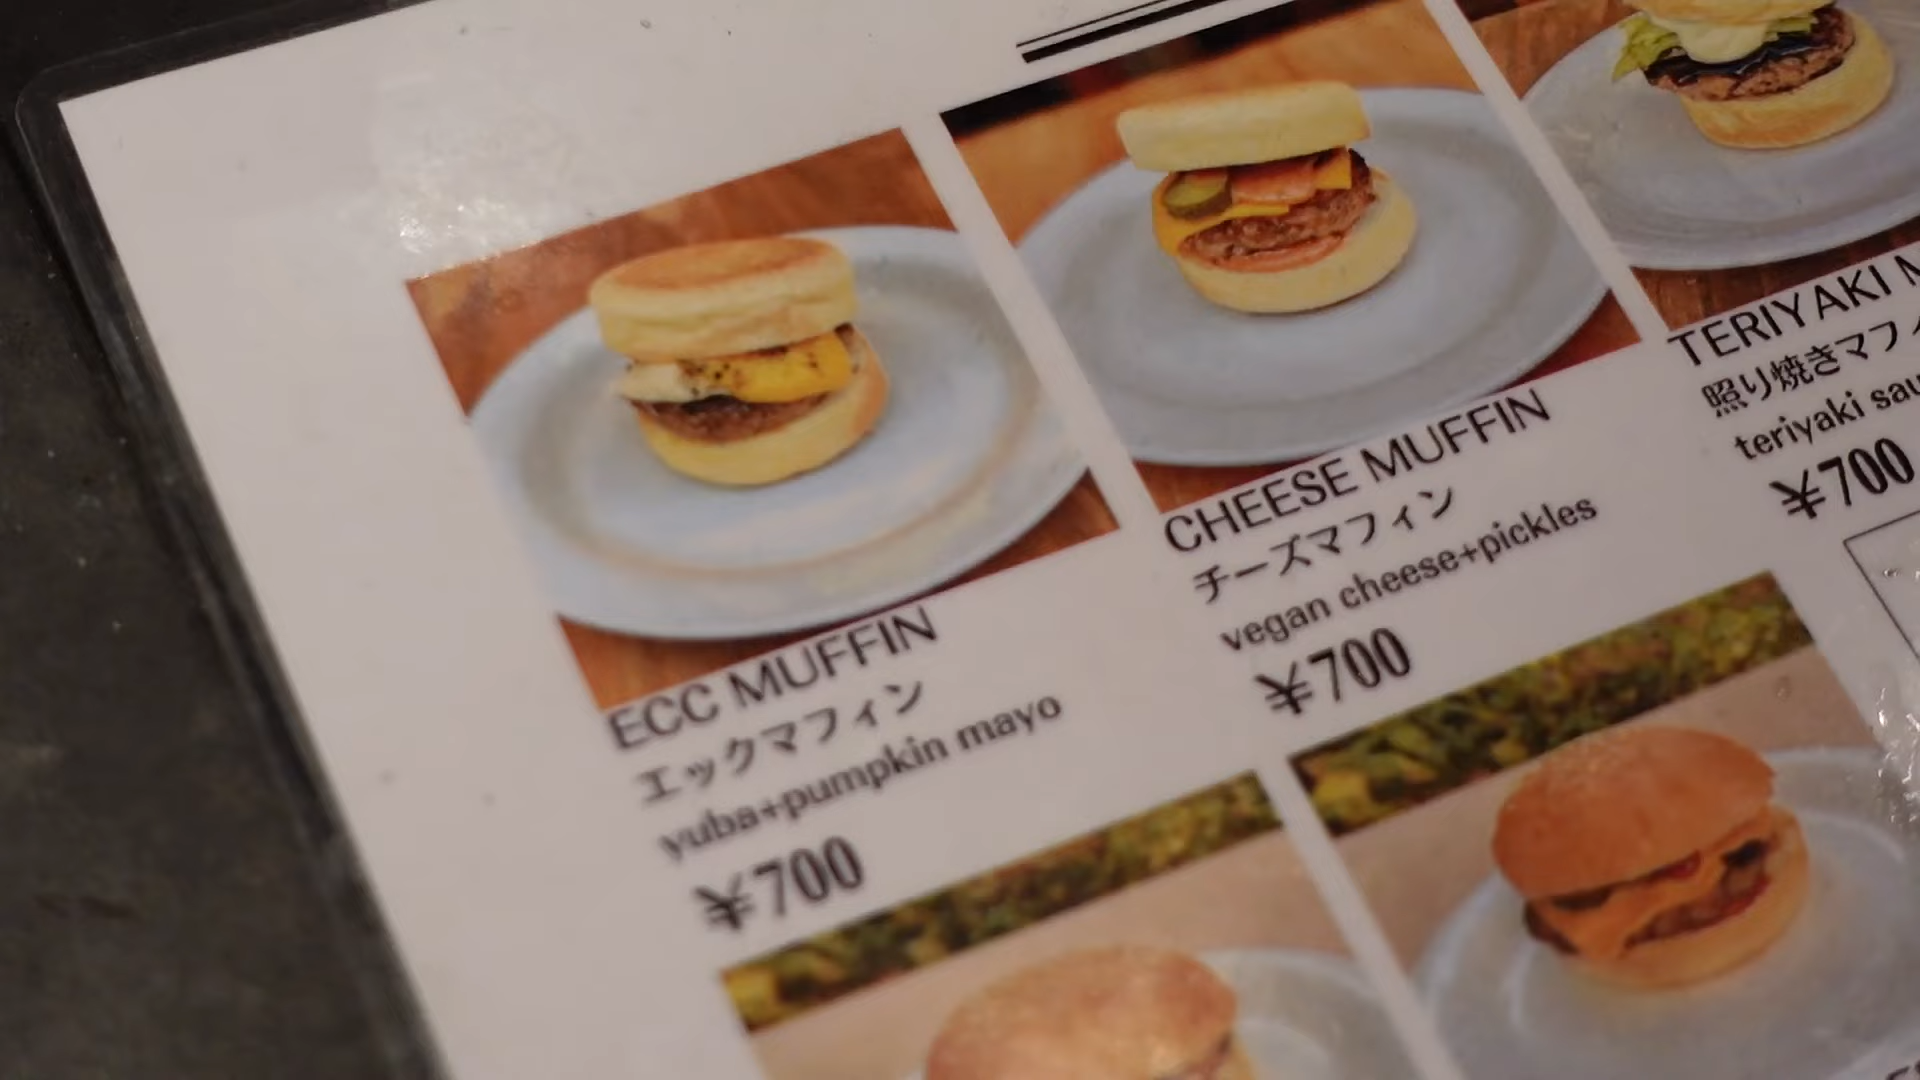 ECC MUFFIN
エックマフィン
yuba+pumpkin mayo
¥700
CHEESE MUFFIN
チーズマフィン
vegan cheese+pickles
¥700
TERIYAKI
照り焼きマフィ
teriyaki
¥700